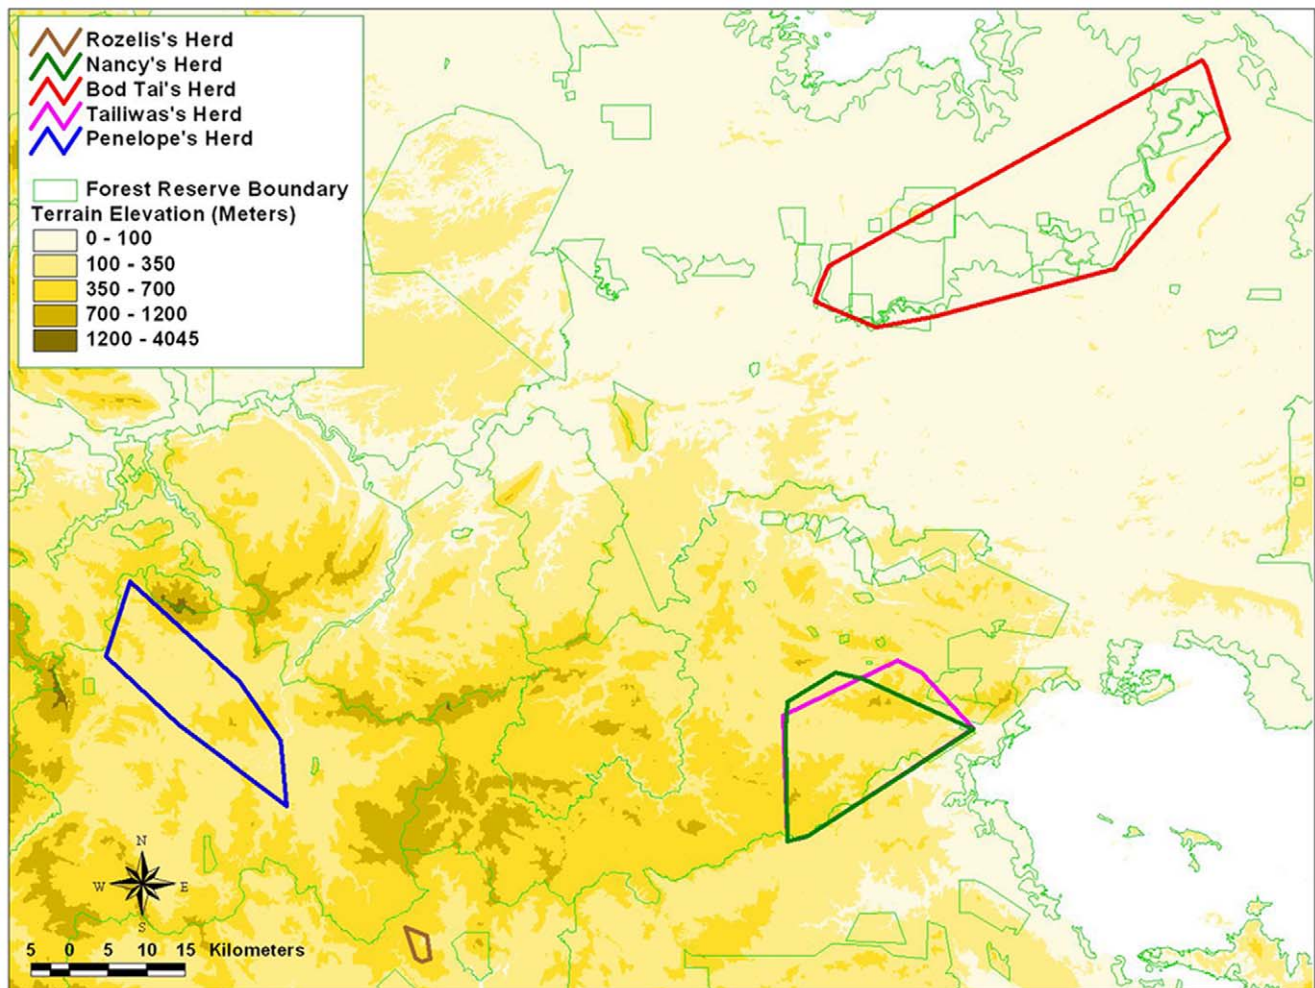 Rozelis's Herd
Nancy's Herd
Bod Tai's Herd
Tailiwas's Herd
Penelope's Herd
Forest Reserve Boundary
Terrain Elevation (Meters)
0 - 100
100 - 350
350 - 700
700 - 1200
1200 - 4045
N
W E
S
5 0 5 10 15 Kilometers